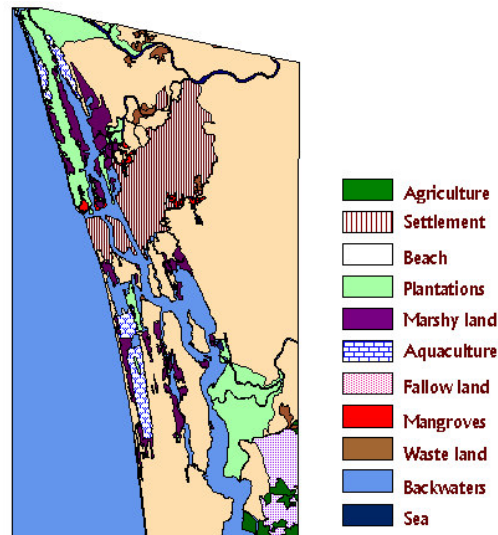 Agriculture
Settlement
Beach
Plantations
Marshy land
Aquaculture
Fallow land
Mangroves
Waste land
Backwaters
Sea